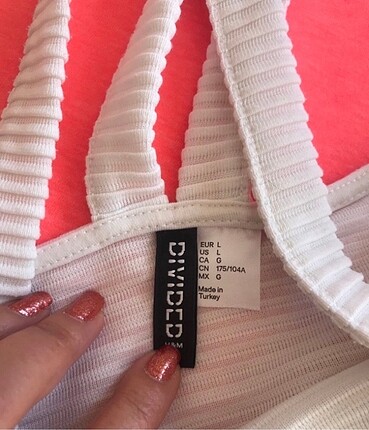 DIVIDED
H&M
EUR L
US L
CA G
CN 175/104A
MX G
Made in
Turkey